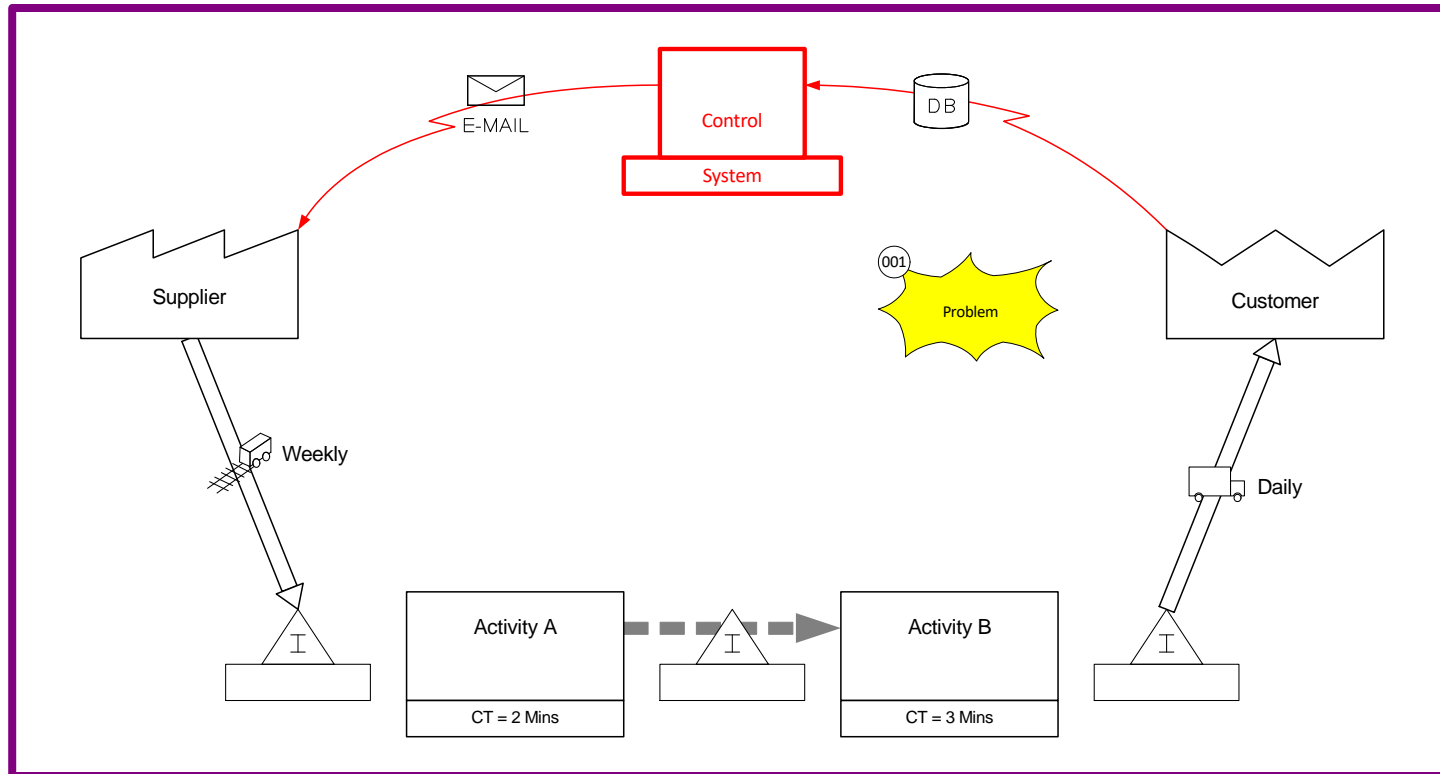 Control
System
E-MAIL
DB
Supplier
001
Problem
Customer
Weekly
Daily
I
Activity A
CT = 2 Mins
I
Activity B
CT = 3 Mins
I